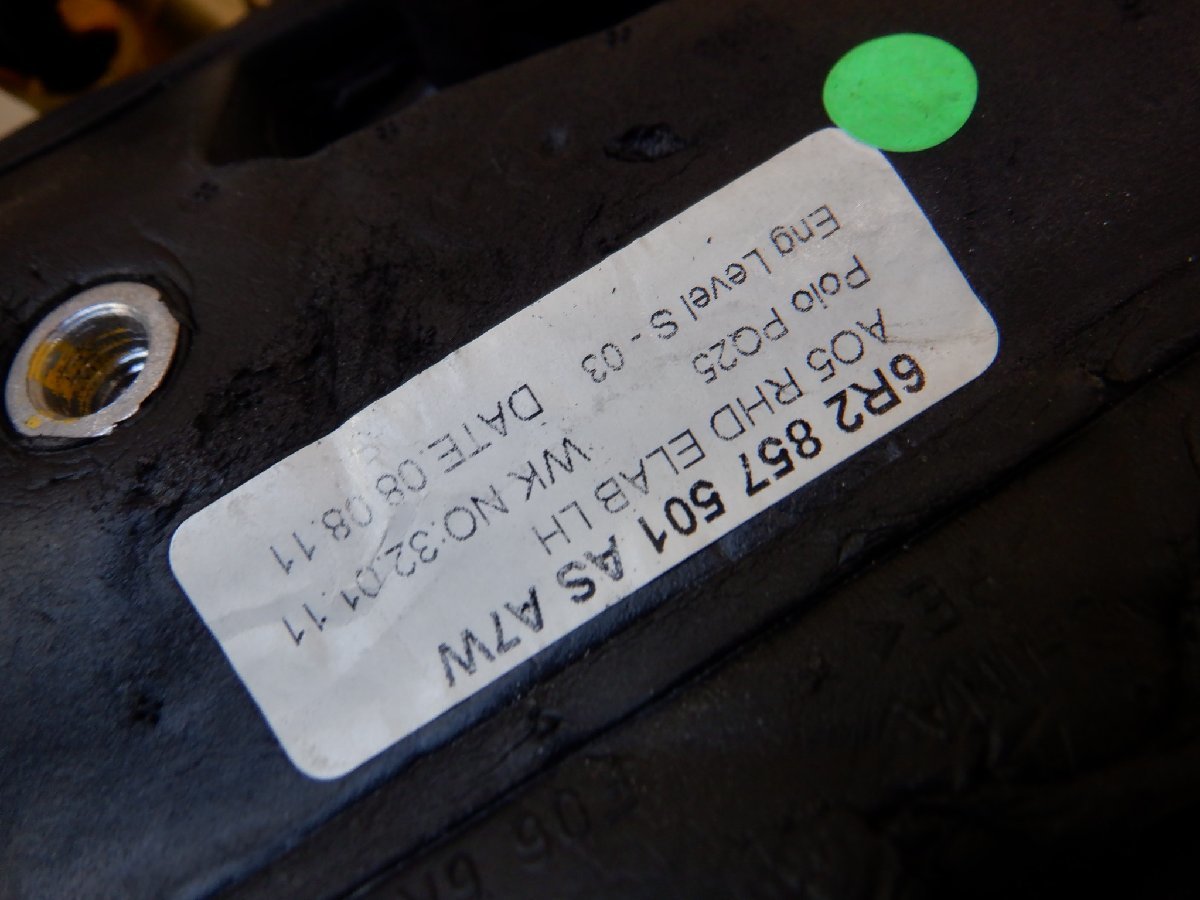 6R2 857 501 AS A7W
AO5 RHD ELAB LH
Polo PQ25 WK NO:32.01.11
Eng Level S - 03 DATE:08.08.11